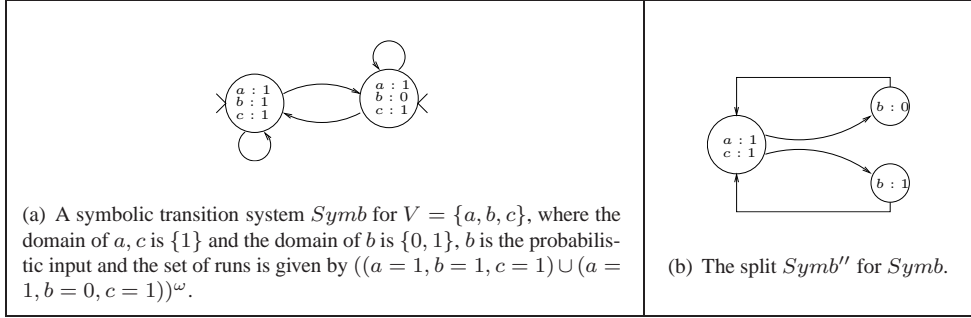 a : 1
b : 1
c : 1
a : 1
b : 0
c : 1
(a) A symbolic transition system Symb for V = {a, b, c}, where the
domain of a, c is {1} and the domain of b is {0, 1}, b is the probabilis-
tic input and the set of runs is given by ((a = 1, b = 1, c = 1) ∪ (a =
1, b = 0, c = 1))^ω.
a : 1
c : 1
b : 0
b : 1
(b) The split Symb′′ for Symb.